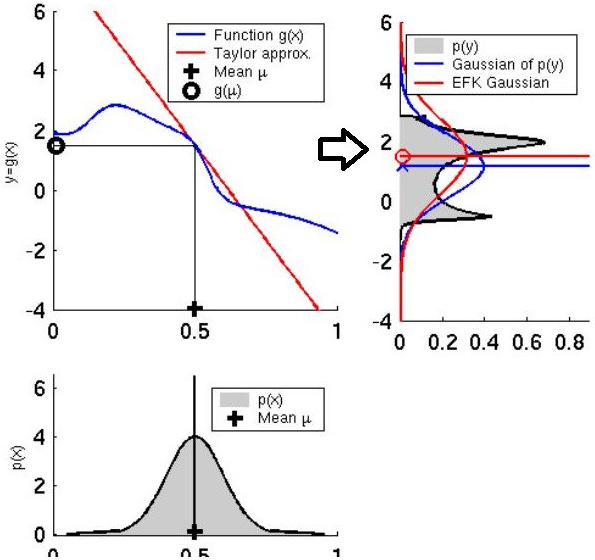 6
4
2
0
-2
-4
y=g(x)
0
0.5
1
Function g(x)
Taylor approx.
Mean μ
g(μ)
6
4
2
0
-2
-4
0 0.2 0.4 0.6 0.8
p(y)
Gaussian of p(y)
EFK Gaussian
6
4
2
0
p(x)
0
0.5
1
p(x)
Mean μ